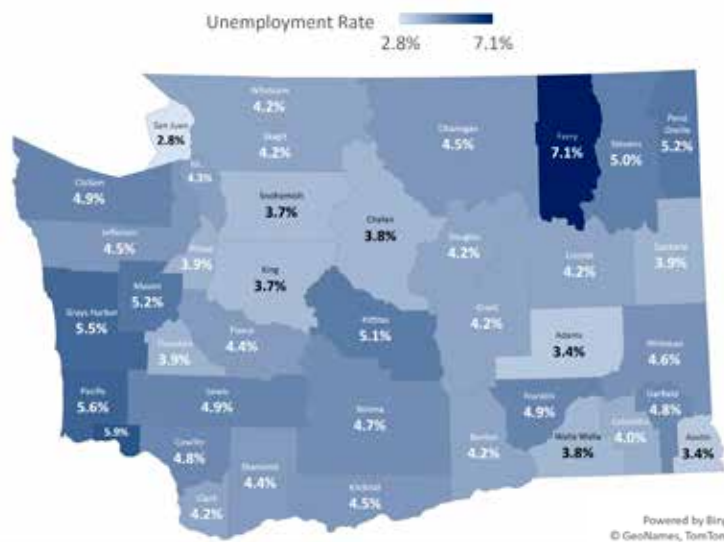 Unemployment Rate
2.8% 7.1%
Whatcom
4.2%
San Juan
2.8%
Skagit
4.2%
4.3%
Okanogan
4.5%
Ferry
7.1%
Stevens
5.0%
Pend
Oreille
5.2%
Clallam
4.9%
Snohomish
3.7%
Chelan
3.8%
Jefferson
4.5%
Kitsap
3.9%
King
3.7%
Douglas
4.2%
Lincoln
4.2%
Spokane
3.9%
Mason
5.2%
Grays Harbor
5.5%
Pierce
4.4%
Kittitas
5.1%
Grant
4.2%
Adams
3.4%
Whitman
4.6%
Thurston
3.9%
Pacific
5.6%
Lewis
4.9%
Yakima
4.7%
Franklin
4.9%
Garfield
4.8%
5.9%
Cowlitz
4.8%
Benton
4.2%
Walla Walla
3.8%
Columbia
4.0%
Asotin
3.4%
Skamania
4.4%
Clark
4.2%
Klickitat
4.5%
Powered by Bing
© GeoNames, TomTom